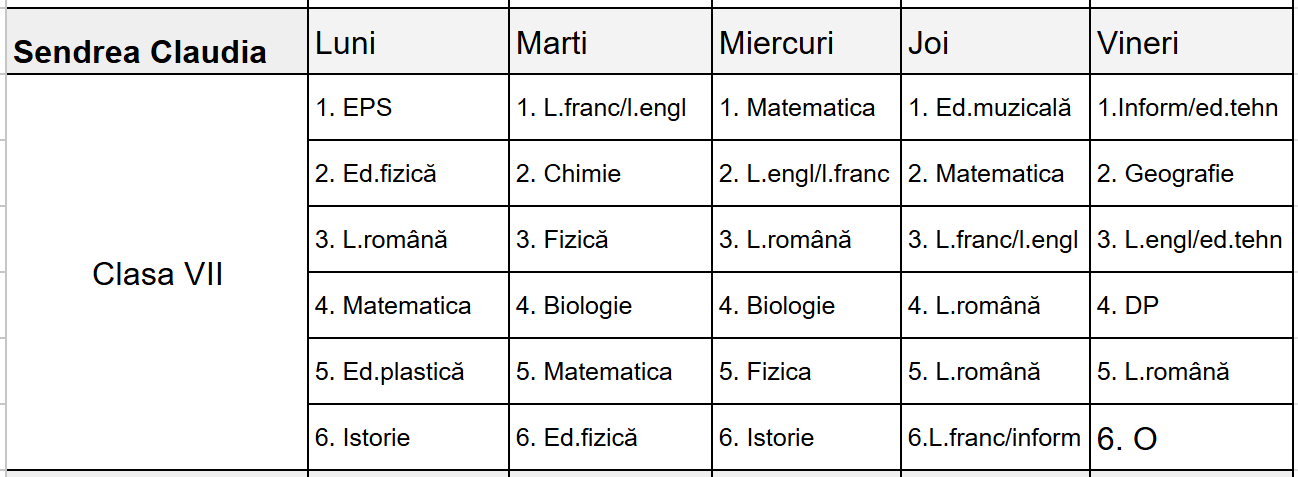 Sendrea Claudia Luni Marti Miercuri Joi Vineri
1. EPS 1. L.franc/l.engl 1. Matematica 1. Ed.muzicală 1.Inform/ed.tehn
2. Ed.fizică 2. Chimie 2. L.engl/l.franc 2. Matematica 2. Geografie
3. L.română 3. Fizică 3. L.română 3. L.franc/l.engl 3. L.engl/ed.tehn
Clasa VII
4. Matematica 4. Biologie 4. Biologie 4. L.română 4. DP
5. Ed.plastică 5. Matematica 5. Fizica 5. L.română 5. L.română
6. Istorie 6. Ed.fizică 6. Istorie 6.L.franc/inform 6. O